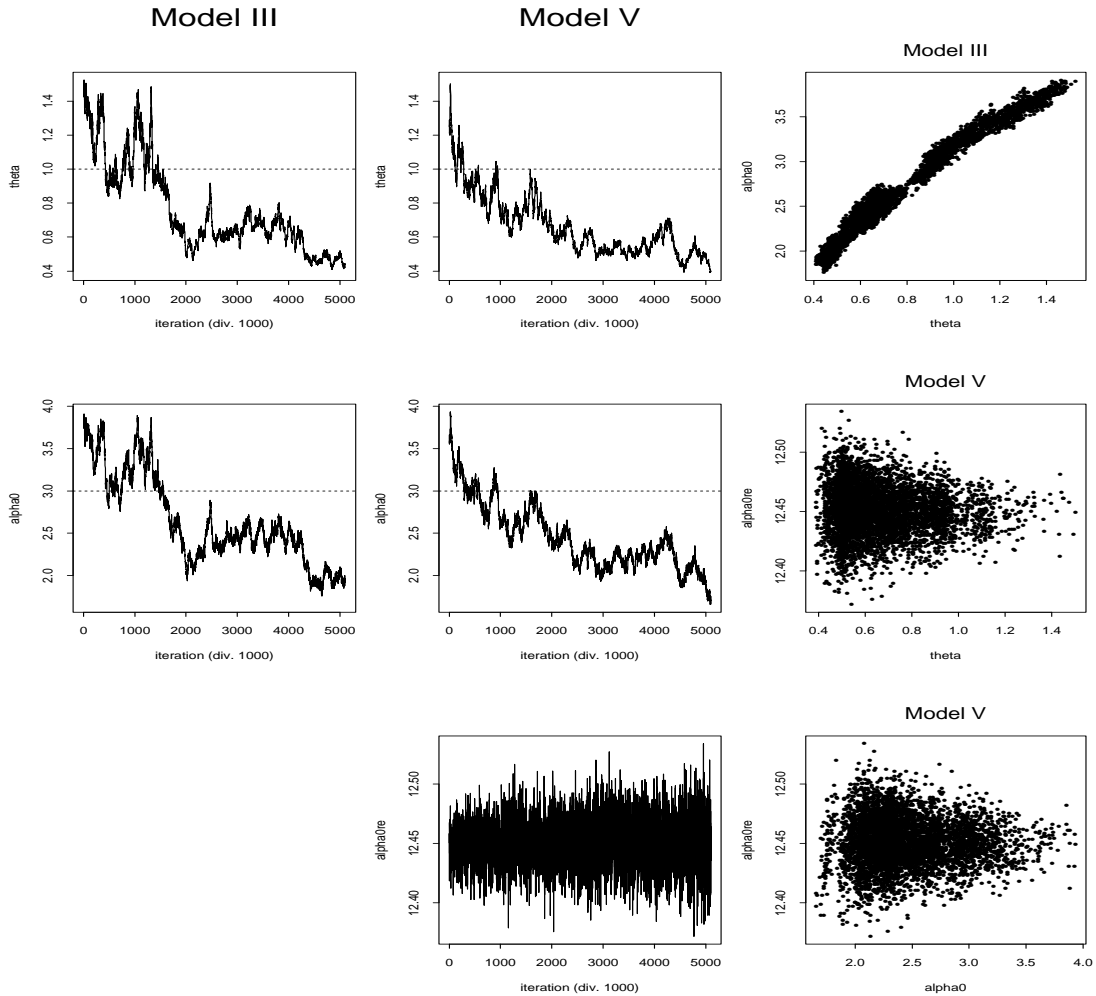 Model III
Model V
Model III
theta
0.4 0.6 0.8 1.0 1.2 1.4
0 1000 2000 3000 4000 5000
iteration (div. 1000)
theta
0.4 0.6 0.8 1.0 1.2 1.4
0 1000 2000 3000 4000 5000
iteration (div. 1000)
alpha0
2.0 2.5 3.0 3.5
0.4 0.6 0.8 1.0 1.2 1.4
theta
alpha0
2.0 2.5 3.0 3.5 4.0
0 1000 2000 3000 4000 5000
iteration (div. 1000)
alpha0
2.0 2.5 3.0 3.5 4.0
0 1000 2000 3000 4000 5000
iteration (div. 1000)
Model V
alpha0re
12.40 12.45 12.50
0.4 0.6 0.8 1.0 1.2 1.4
theta
alpha0re
12.40 12.45 12.50
0 1000 2000 3000 4000 5000
iteration (div. 1000)
Model V
alpha0re
12.40 12.45 12.50
2.0 2.5 3.0 3.5 4.0
alpha0